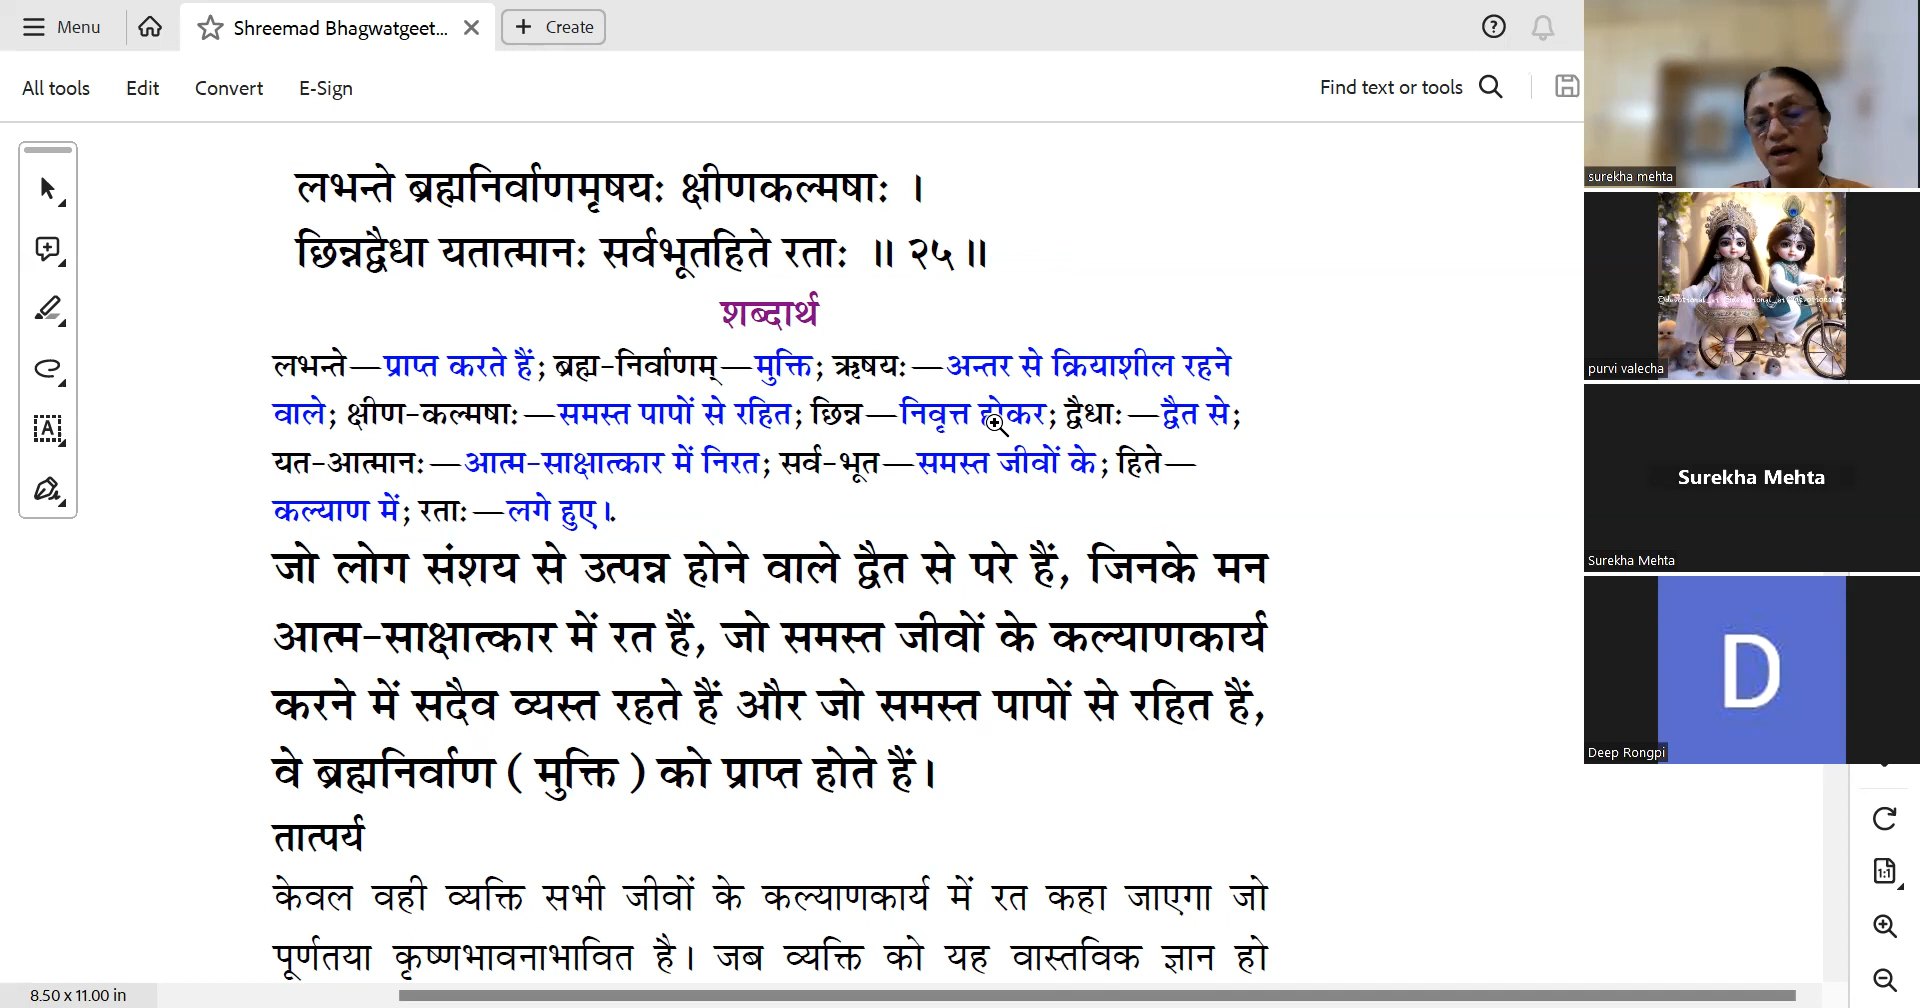 Menu
Shreemad Bhagwatgeet...
Create
All tools
Edit
Convert
E-Sign
Find text or tools
लभन्ते ब्रह्मनिर्वाणमृषयः क्षीणकल्मषाः ।
छिन्नद्वैधा यतात्मानः सर्वभूतहिते रताः ॥ २५ ॥
शब्दार्थ
लभन्ते—प्राप्त करते हैं; ब्रह्म-निर्वाणम्—मुक्ति; ऋषयः—अन्तर से क्रियाशील रहने
वाले; क्षीण-कल्मषाः—समस्त पापों से रहित; छिन्न—निवृत्त होकर; द्वैधाः—द्वैत से;
यत-आत्मानः—आत्म-साक्षात्कार में निरत; सर्व-भूत—समस्त जीवों के; हिते—
कल्याण में; रताः—लगे हुए।.
जो लोग संशय से उत्पन्न होने वाले द्वैत से परे हैं, जिनके मन
आत्म-साक्षात्कार में रत हैं, जो समस्त जीवों के कल्याणकार्य
करने में सदैव व्यस्त रहते हैं और जो समस्त पापों से रहित हैं,
वे ब्रह्मनिर्वाण ( मुक्ति ) को प्राप्त होते हैं।
तात्पर्य
केवल वही व्यक्ति सभी जीवों के कल्याणकार्य में रत कहा जाएगा जो
पूर्णतया कृष्णभावनाभावित है। जब व्यक्ति को यह वास्तविक ज्ञान हो
8.50 x 11.00 in
surekha mehta
purvi valecha
Surekha Mehta
Surekha Mehta
D
Deep Rongpi
1:1